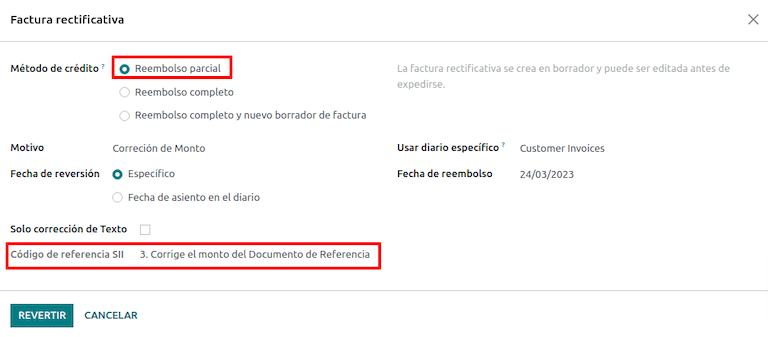 Factura rectificativa
Método de crédito ?
Reembolso parcial
Reembolso completo
Reembolso completo y nuevo borrador de factura
La factura rectificativa se crea en borrador y puede ser editada antes de
expedirse.
Motivo Correción de Monto
Usar diario específico ? Customer Invoices
Fecha de reversión Específico
Fecha de asiento en el diario
Fecha de reembolso 24/03/2023
Solo corrección de Texto
Código de referencia SII 3. Corrige el monto del Documento de Referencia
REVERTIR CANCELAR